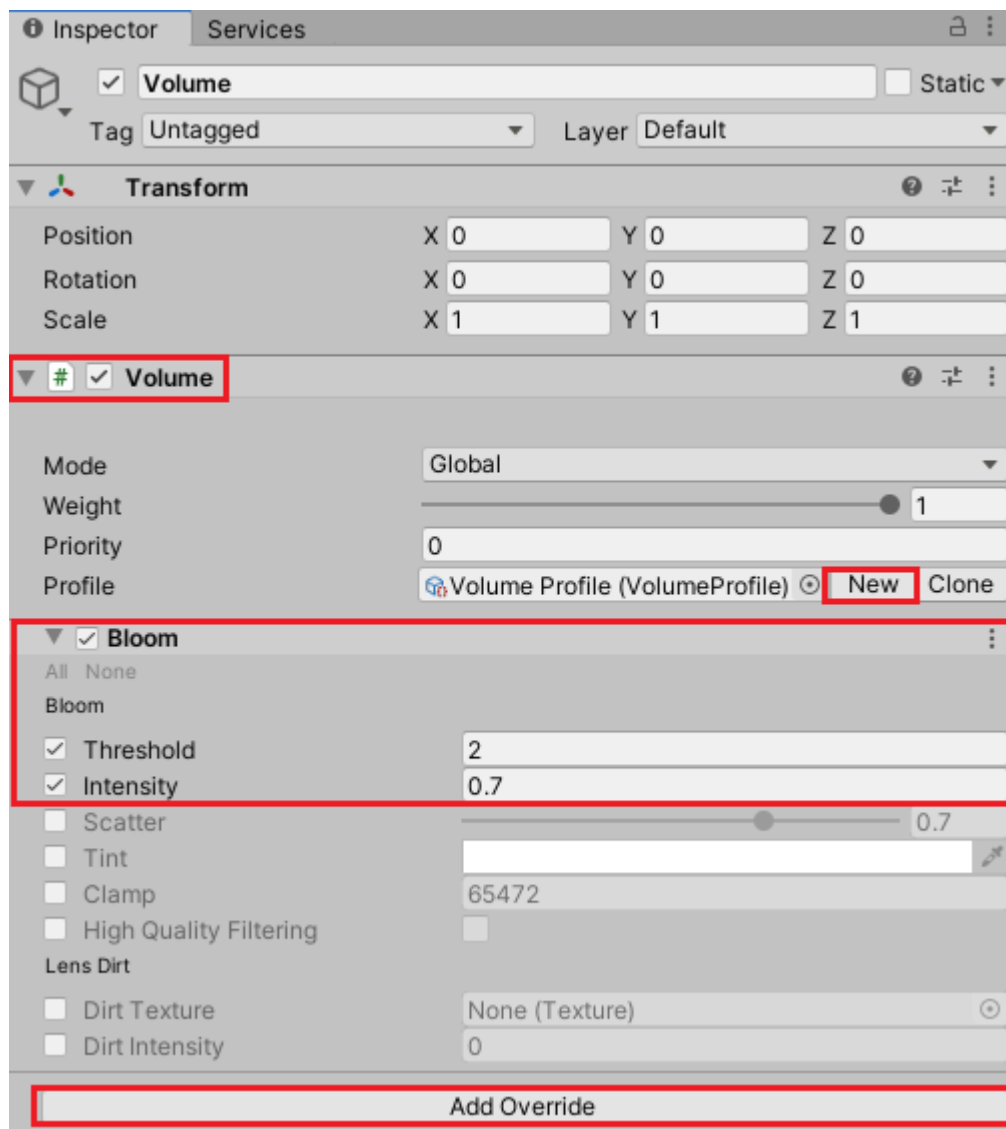 Inspector Services
Volume Static
Tag Untagged Layer Default
Transform
Position X 0 Y 0 Z 0
Rotation X 0 Y 0 Z 0
Scale X 1 Y 1 Z 1
# Volume
Mode Global
Weight 1
Priority 0
Profile Volume Profile (VolumeProfile) New Clone
Bloom
All None
Bloom
Threshold 2
Intensity 0.7
Scatter 0.7
Tint
Clamp 65472
High Quality Filtering
Lens Dirt
Dirt Texture None (Texture)
Dirt Intensity 0
Add Override